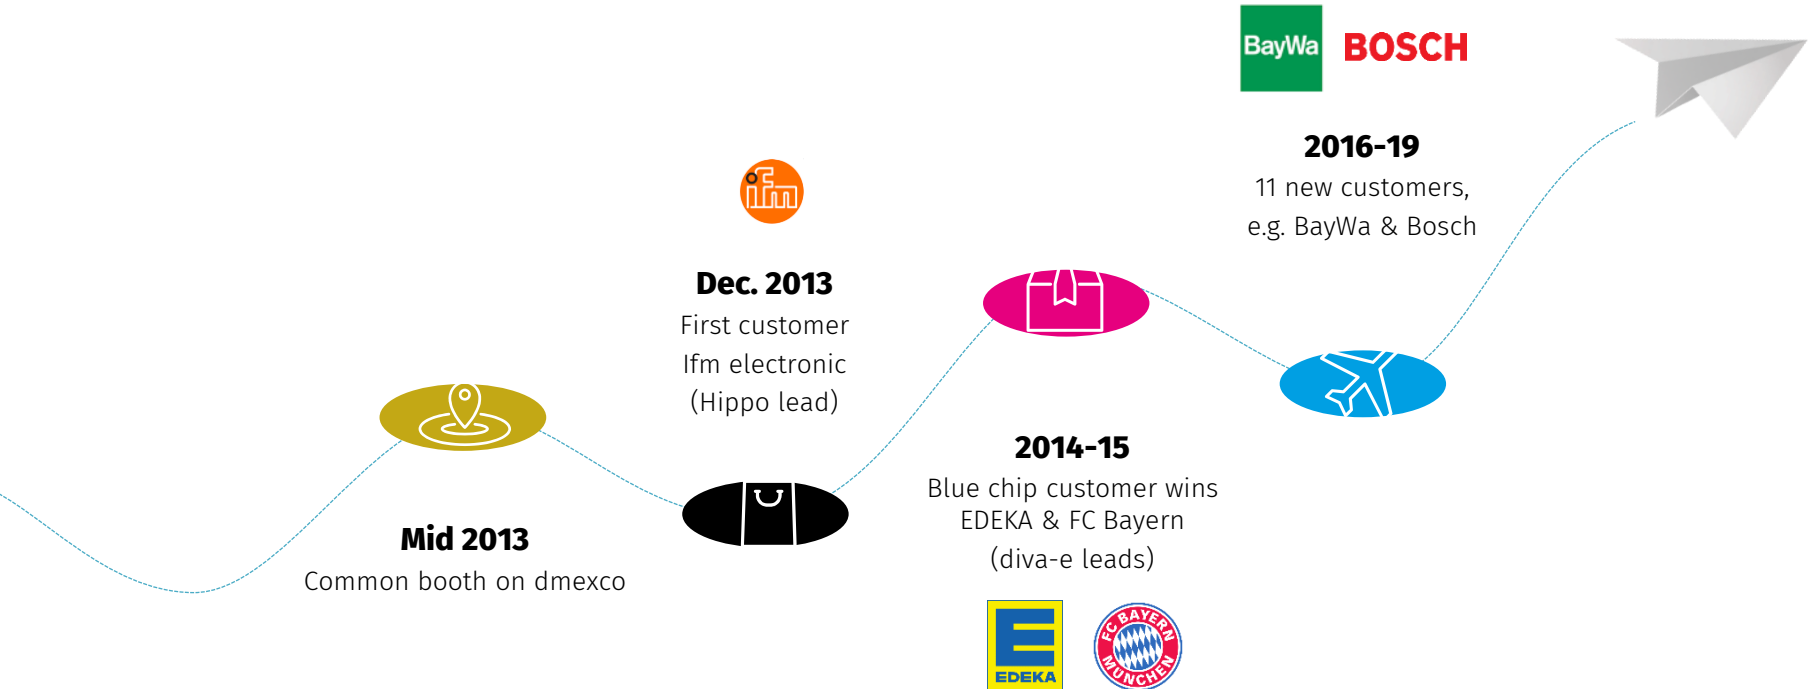 Mid 2013
Common booth on dmexco
ifm
Dec. 2013
First customer
Ifm electronic
(Hippo lead)
2014-15
Blue chip customer wins
EDEKA & FC Bayern
(diva-e leads)
EDEKA
FC BAYERN
MÜNCHEN
BayWa
BOSCH
2016-19
11 new customers,
e.g. BayWa & Bosch